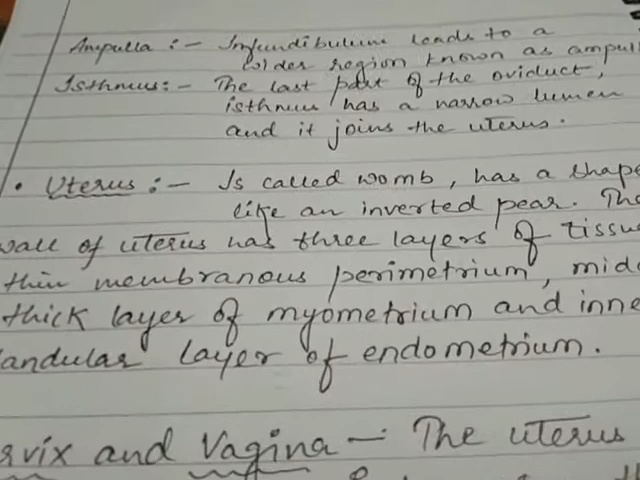 Ampulla :- Infundibulum leads to a
wider region known as ampull
Isthmus :- The last part of the oviduct,
isthmus has a narrow lumen
and it joins the uterus.
• Uterus :- Is called womb, has a shape
like an inverted pear. The
wall of uterus has three layers of tissu
thin membranous perimetrium, midd
thick layer of myometrium and inne
andular layer of endometrium.
rvix and Vagina - The uterus